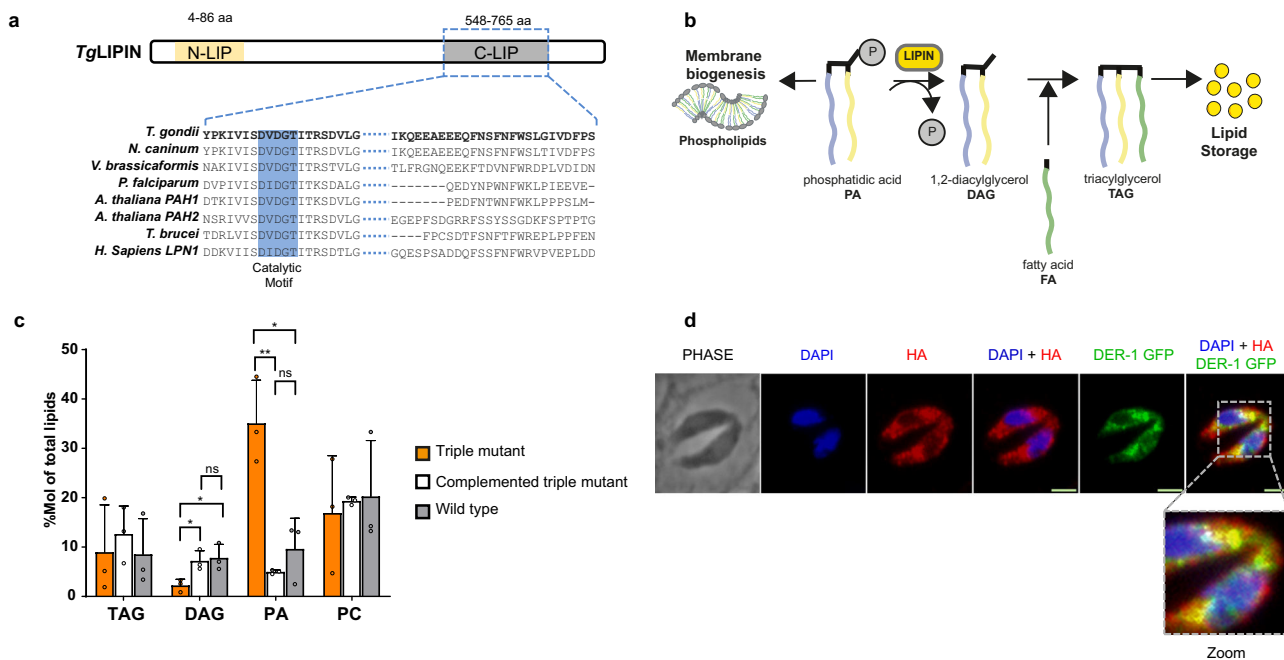 a
4-86 aa
548-765 aa
TgLIPIN
N-LIP
C-LIP
T. gondii YPKIVISDVDGTITRSDVLG IKQEEAEEEQFNSFNFWSLGIVDFPS
N. caninum YPKIVISDVDGTITRSDVLG IKQEEAEEEQFNSFNFWSLTIVDFPS
V. brassicaformis NAKIVISDVDGTITRSTVLG TLFRGNQEEKFTDVNFWRDPLVDIDN
P. falciparum DVPIVISDIDGTITKSDALG ------QEDYNPWNFWKLPIEEVE-
A. thaliana PAH1 DTKIVISDVDGTITKSDVLG ------PEDFNTWNFWKLPPPSLM-
A. thaliana PAH2 NSRIVVSDVDGTITKSDVLG EGEPFSDGRRFSSYSSGDKFSPTPTG
T. brucei TDRLVISDVDGTITKSDVLG ----FPCSDTFSNFTFWREPLPPFEN
H. Sapiens LPN1 DDKVIISDIDGTITRSDTLG GQESPSADDQFSSFNFWRVPVEPLDD
Catalytic
Motif
b
Membrane
biogenesis
Phospholipids
P
LIPIN
P
phosphatidic acid
PA
1,2-diacylglycerol
DAG
triacylglycerol
TAG
Lipid
Storage
fatty acid
FA
c
%Mol of total lipids
50
40
30
20
10
0
*
**
ns
ns
*
*
TAG
DAG
PA
PC
Triple mutant
Complemented triple mutant
Wild type
d
PHASE
DAPI
HA
DAPI + HA
DER-1 GFP
DAPI + HA
DER-1 GFP
Zoom